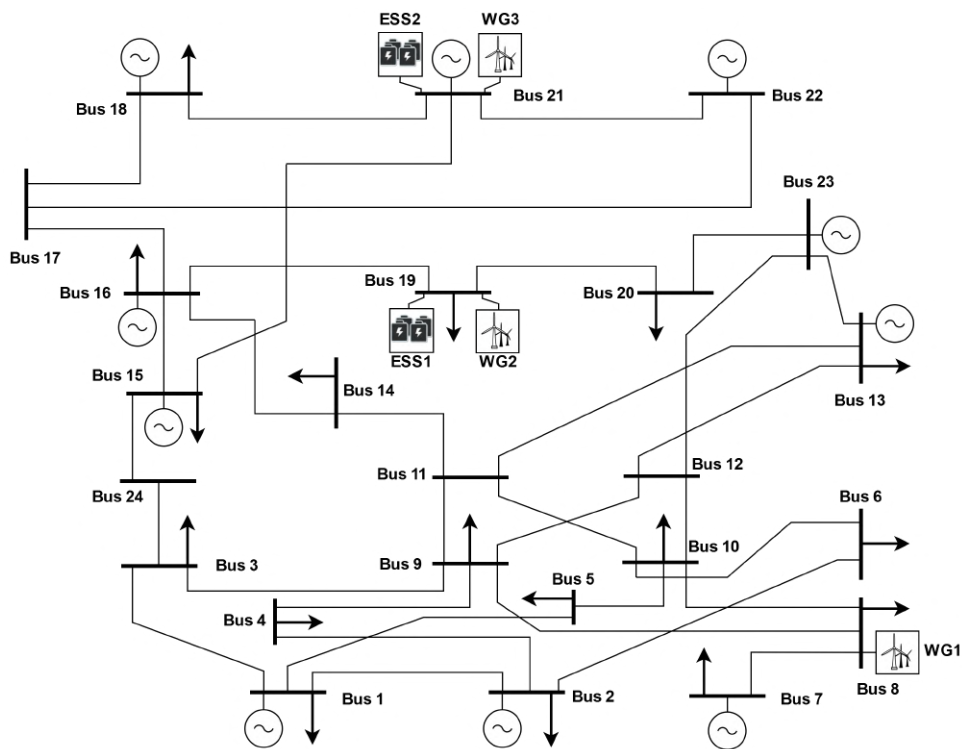 ESS2
WG3
Bus 18
Bus 21
Bus 22
Bus 23
Bus 17
Bus 16
Bus 19
Bus 20
ESS1
WG2
Bus 15
Bus 14
Bus 13
Bus 11
Bus 12
Bus 24
Bus 6
Bus 3
Bus 9
Bus 10
Bus 5
Bus 4
WG1
Bus 8
Bus 1
Bus 2
Bus 7